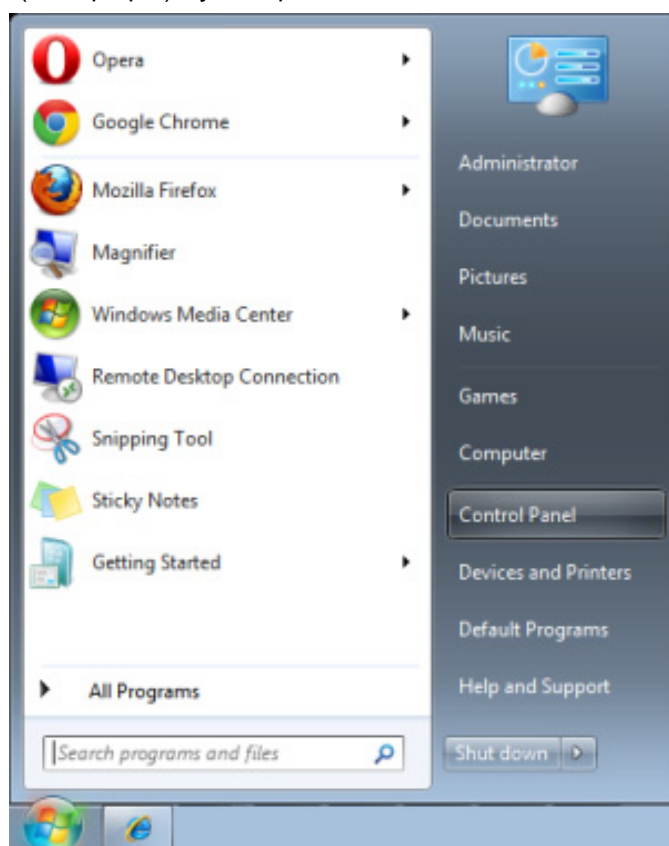 Opera
Google Chrome
Mozilla Firefox
Magnifier
Windows Media Center
Remote Desktop Connection
Snipping Tool
Sticky Notes
Getting Started
All Programs
Search programs and files
Administrator
Documents
Pictures
Music
Games
Computer
Control Panel
Devices and Printers
Default Programs
Help and Support
Shut down